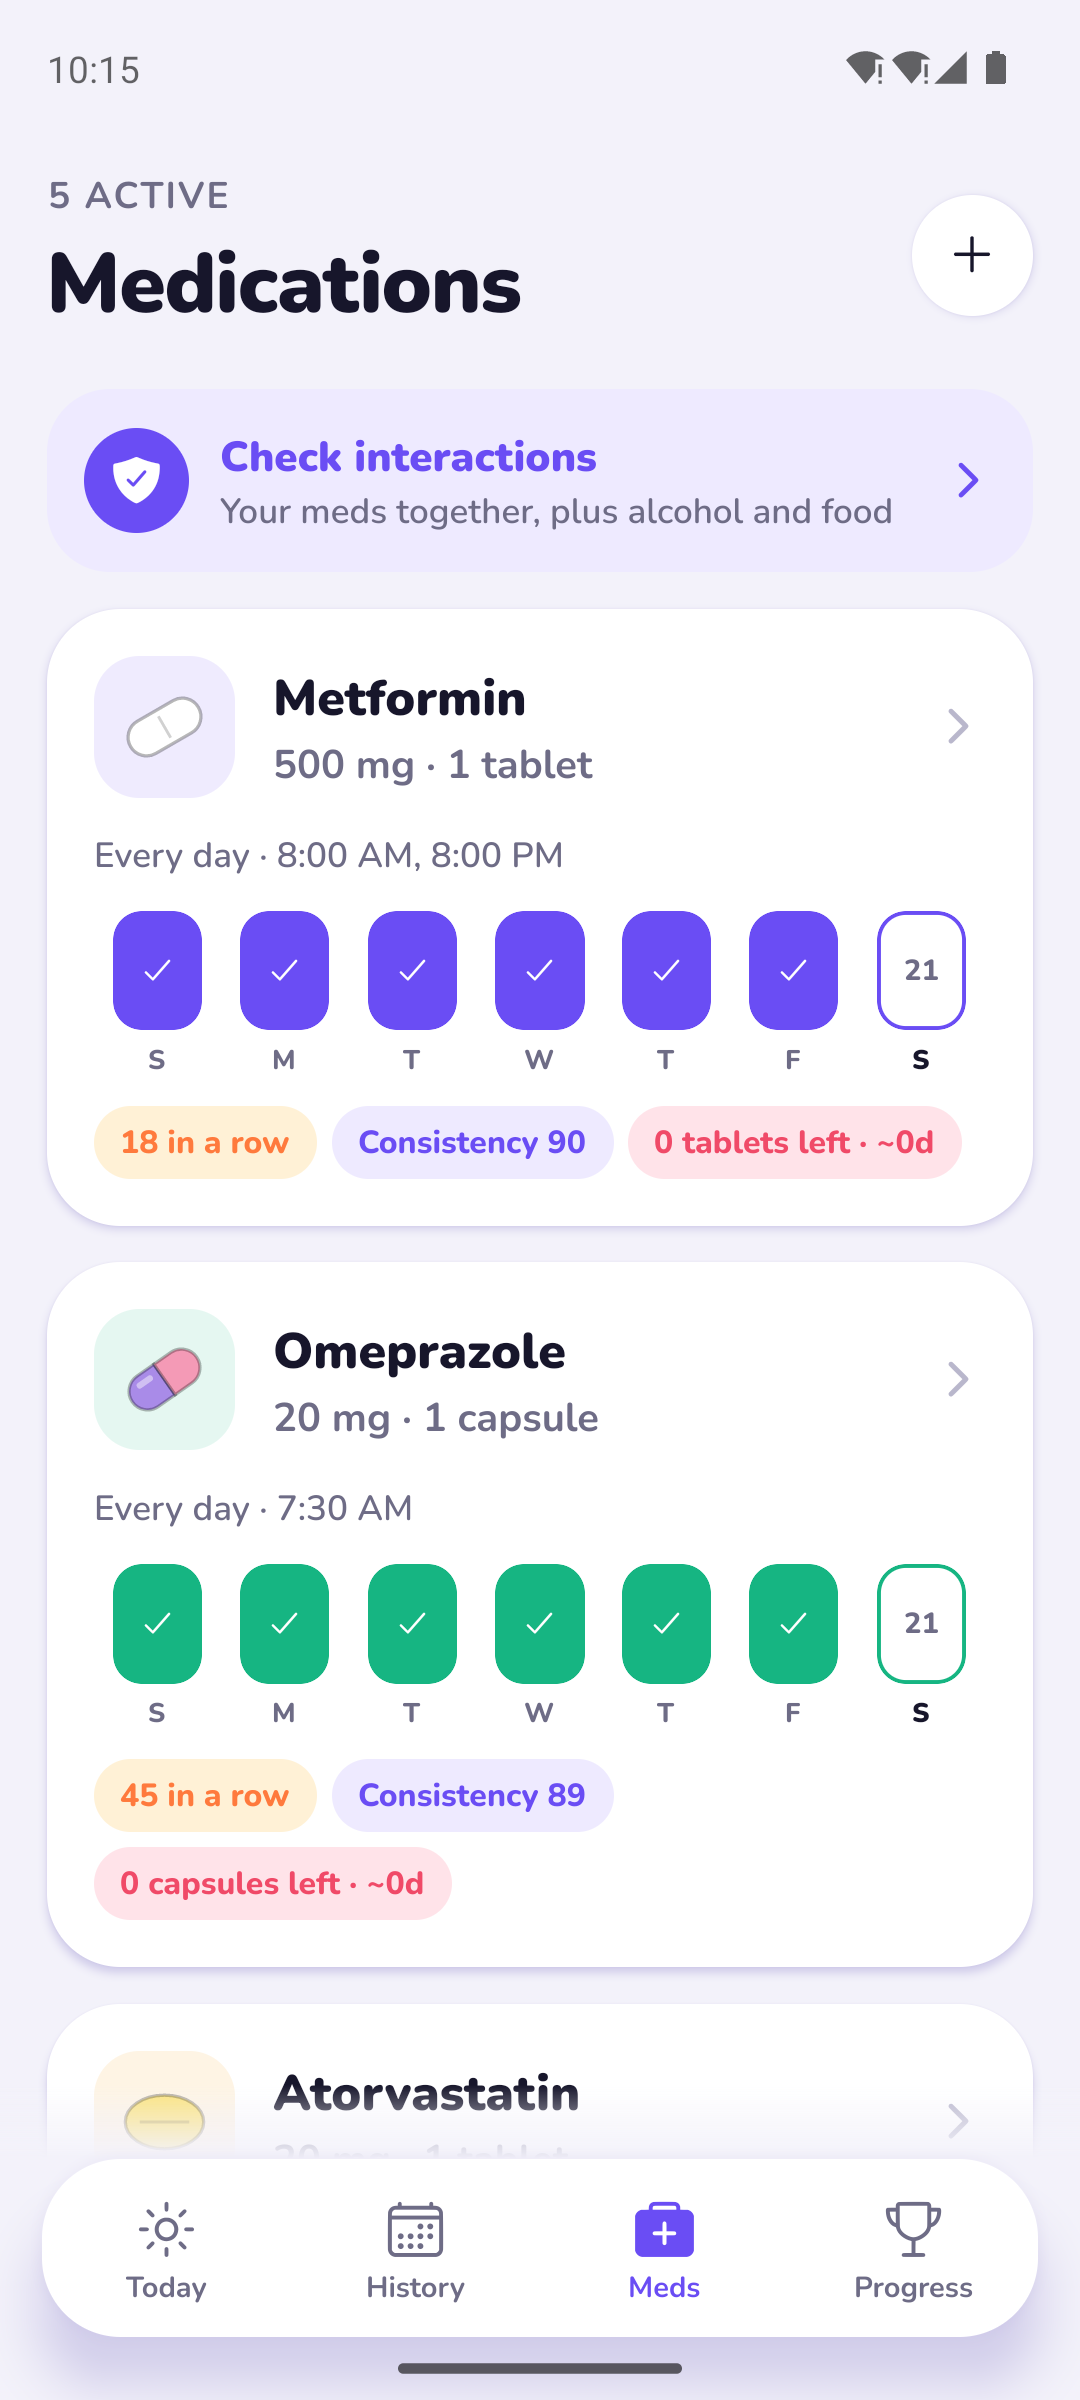 10:15
5 ACTIVE
Medications
Check interactions
Your meds together, plus alcohol and food
Metformin
500 mg · 1 tablet
Every day · 8:00 AM, 8:00 PM
21
S M T W T F S
18 in a row Consistency 90 0 tablets left · ~0d
Omeprazole
20 mg · 1 capsule
Every day · 7:30 AM
21
S M T W T F S
45 in a row Consistency 89
0 capsules left · ~0d
Atorvastatin
mg · 1 tablet
Today History Meds Progress